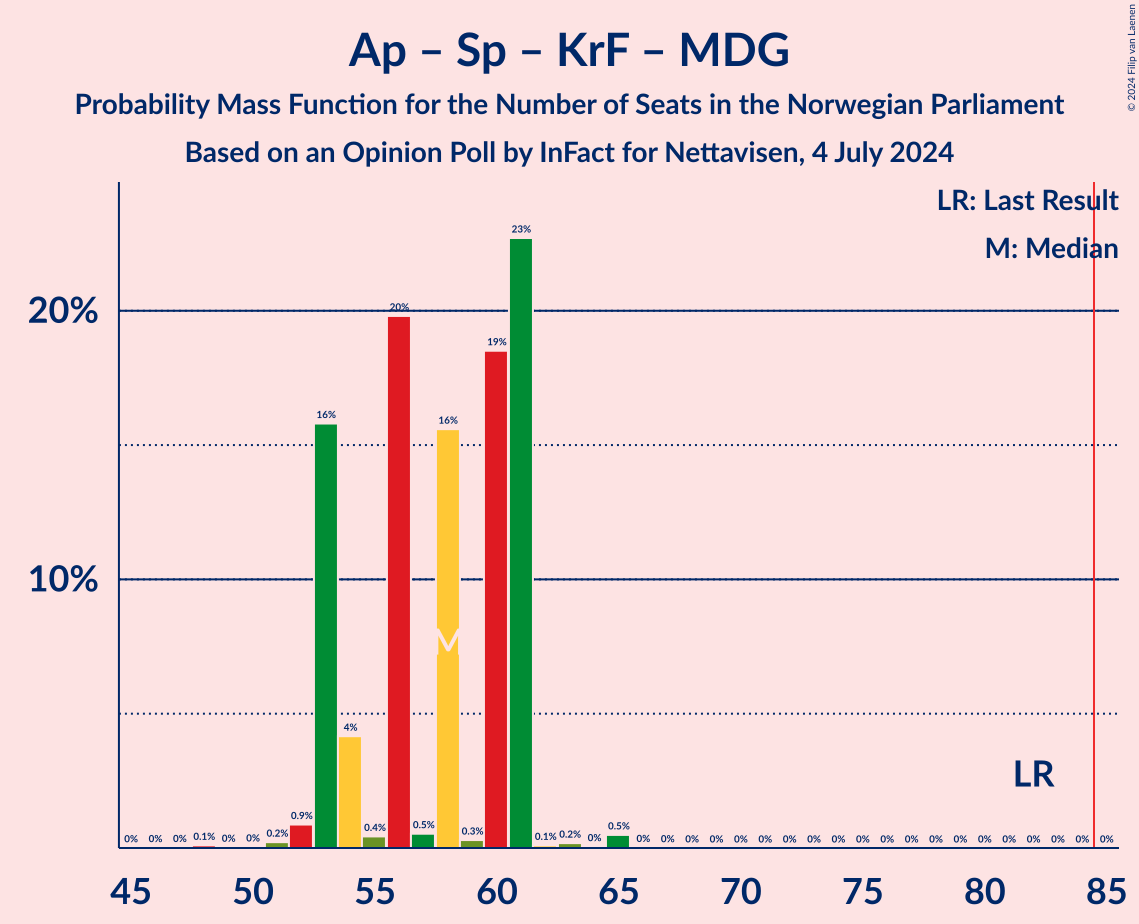 Ap – Sp – KrF – MDG
Probability Mass Function for the Number of Seats in the Norwegian Parliament
Based on an Opinion Poll by InFact for Nettavisen, 4 July 2024
© 2024 Filip van Laenen
LR: Last Result
M: Median
20%
10%
0% 0% 0% 0.1% 0% 0% 0.2% 0.9% 16% 4% 0.4% 20% 0.5% 16% 0.3% 19% 23% 0.1% 0.2% 0% 0.5% 0% 0% 0% 0% 0% 0% 0% 0% 0% 0% 0% 0% 0% 0% 0% 0% 0% 0% 0% 0%
M
LR
45 50 55 60 65 70 75 80 85